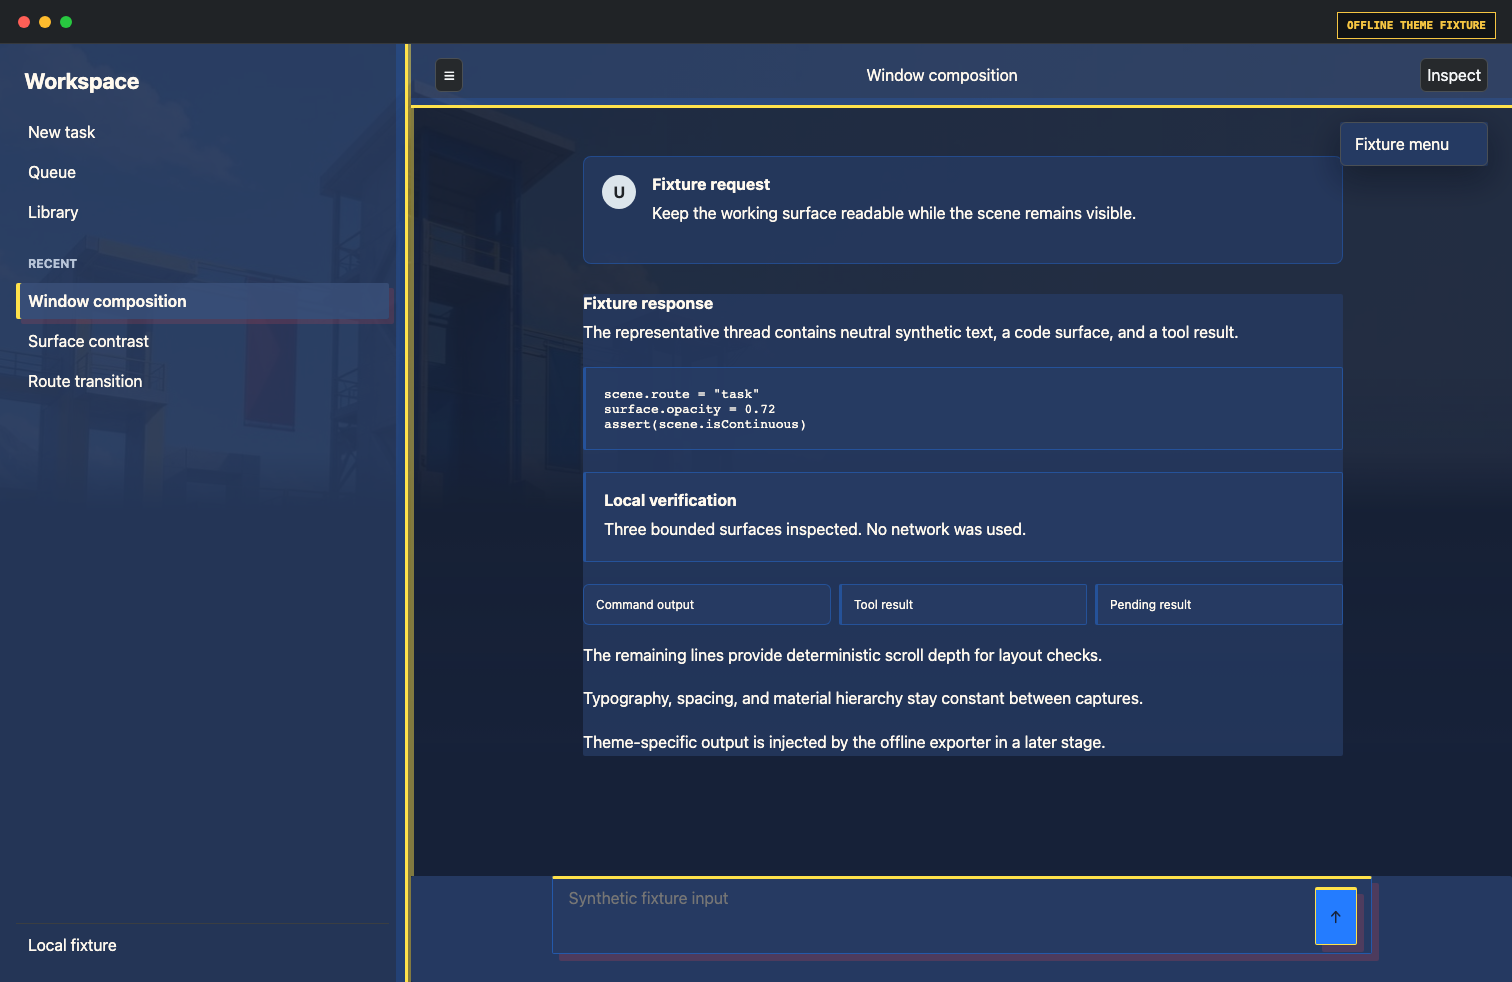 OFFLINE THEME FIXTURE
Workspace
New task
Queue
Library
RECENT
Window composition
Surface contrast
Route transition
Local fixture
Window composition
Inspect
Fixture menu
U
Fixture request
Keep the working surface readable while the scene remains visible.
Fixture response
The representative thread contains neutral synthetic text, a code surface, and a tool result.
scene.route = "task"
surface.opacity = 0.72
assert(scene.isContinuous)
Local verification
Three bounded surfaces inspected. No network was used.
Command output
Tool result
Pending result
The remaining lines provide deterministic scroll depth for layout checks.
Typography, spacing, and material hierarchy stay constant between captures.
Theme-specific output is injected by the offline exporter in a later stage.
Synthetic fixture input